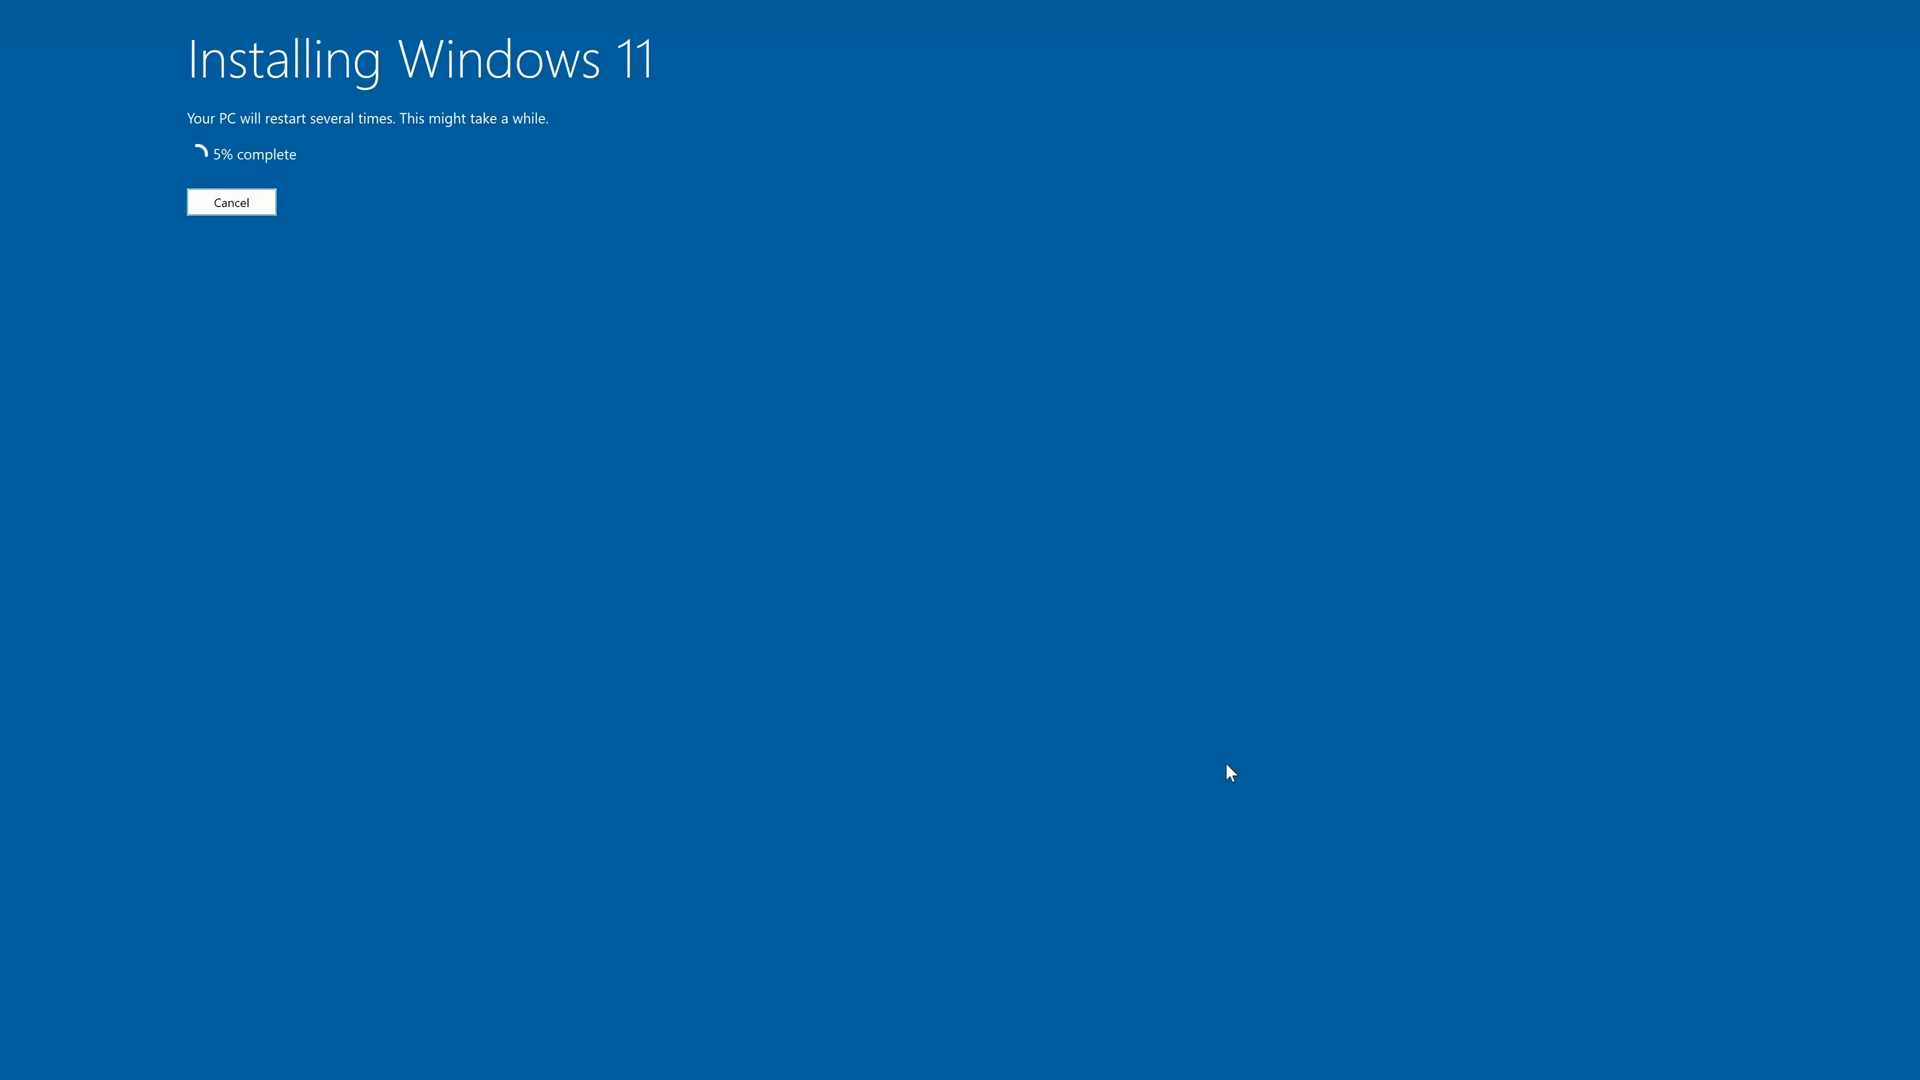 Installing Windows 11
Your PC will restart several times. This might take a while.
5% complete
Cancel